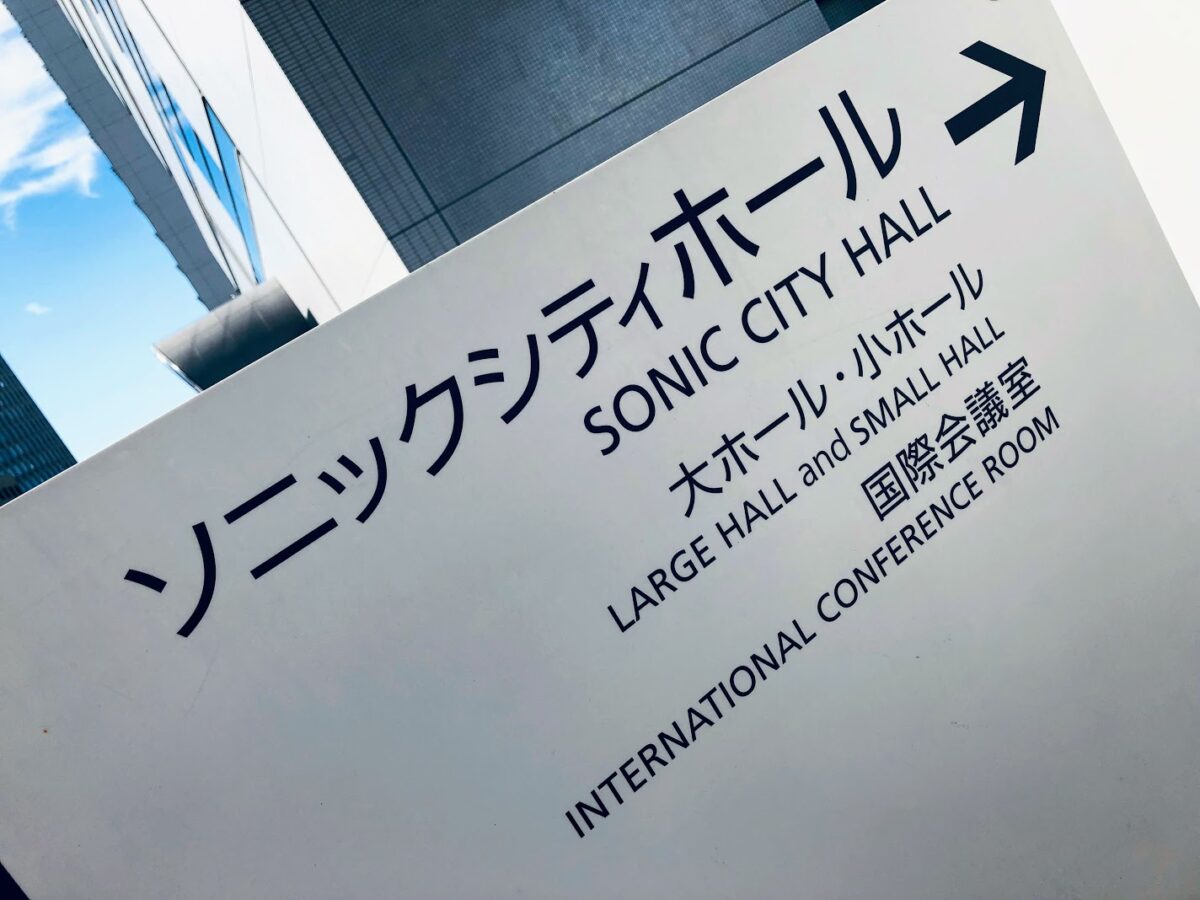 ソニックシティホール
SONIC CITY HALL
大ホール・小ホール
LARGE HALL and SMALL HALL
国際会議室
INTERNATIONAL CONFERENCE ROOM